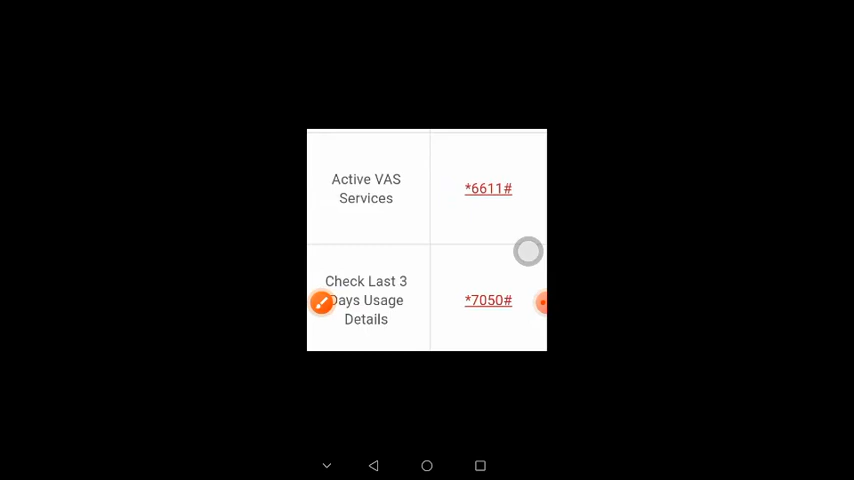 Active VAS
Services
*6611#
Check Last 3
Days Usage
Details
*7050#